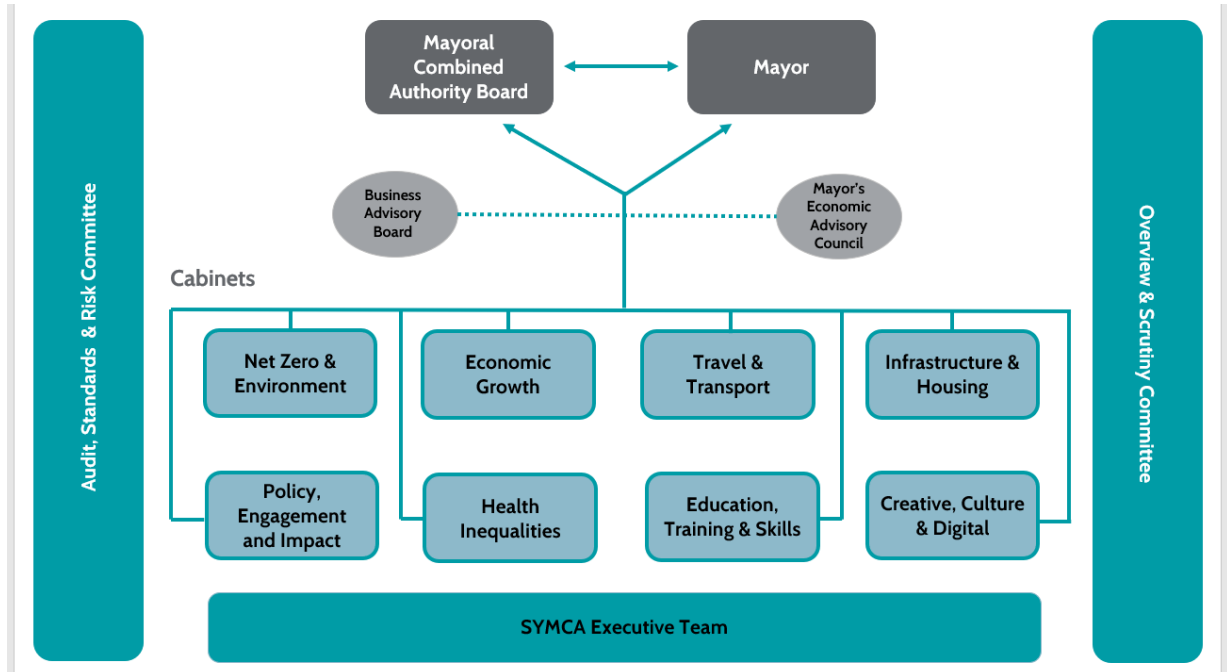 Mayoral
Combined
Authority Board
Mayor
Audit, Standards & Risk Committee
Overview & Scrutiny Committee
Business
Advisory
Board
Mayor's
Economic
Advisory
Council
Cabinets
Net Zero &
Environment
Economic
Growth
Travel &
Transport
Infrastructure &
Housing
Policy,
Engagement
and Impact
Health
Inequalities
Education,
Training & Skills
Creative, Culture
& Digital
SYMCA Executive Team